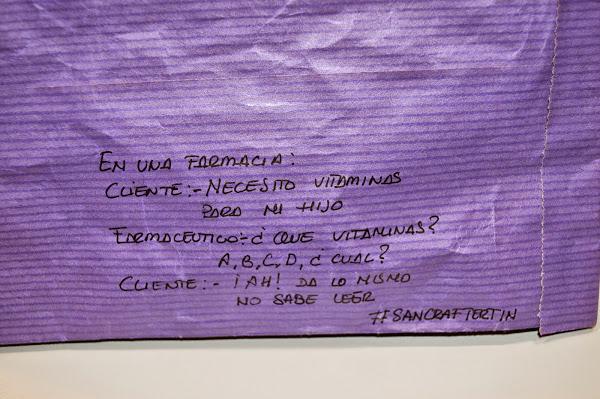 EN UNA FARMACIA:
CLIENTE:- NECESITO VITAMINAS
PARA MI HIJO
FARMACEUTICO:- ¿ QUE VITAMINAS?
A, B, C, D, ¿ CUAL?
CLIENTE:- ¡AH! DA LO MISMO
NO SABE LEER
#SANCRAFTERTIN